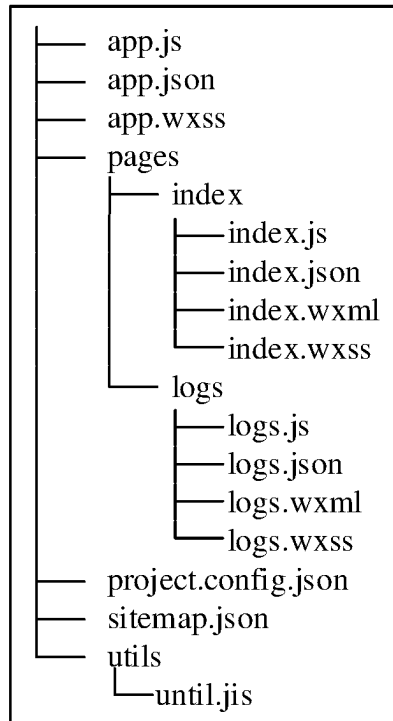 app.js
app.json
app.wxss
pages
index
index.js
index.json
index.wxml
index.wxss
logs
logs.js
logs.json
logs.wxml
logs.wxss
project.config.json
sitemap.json
utils
until.jis